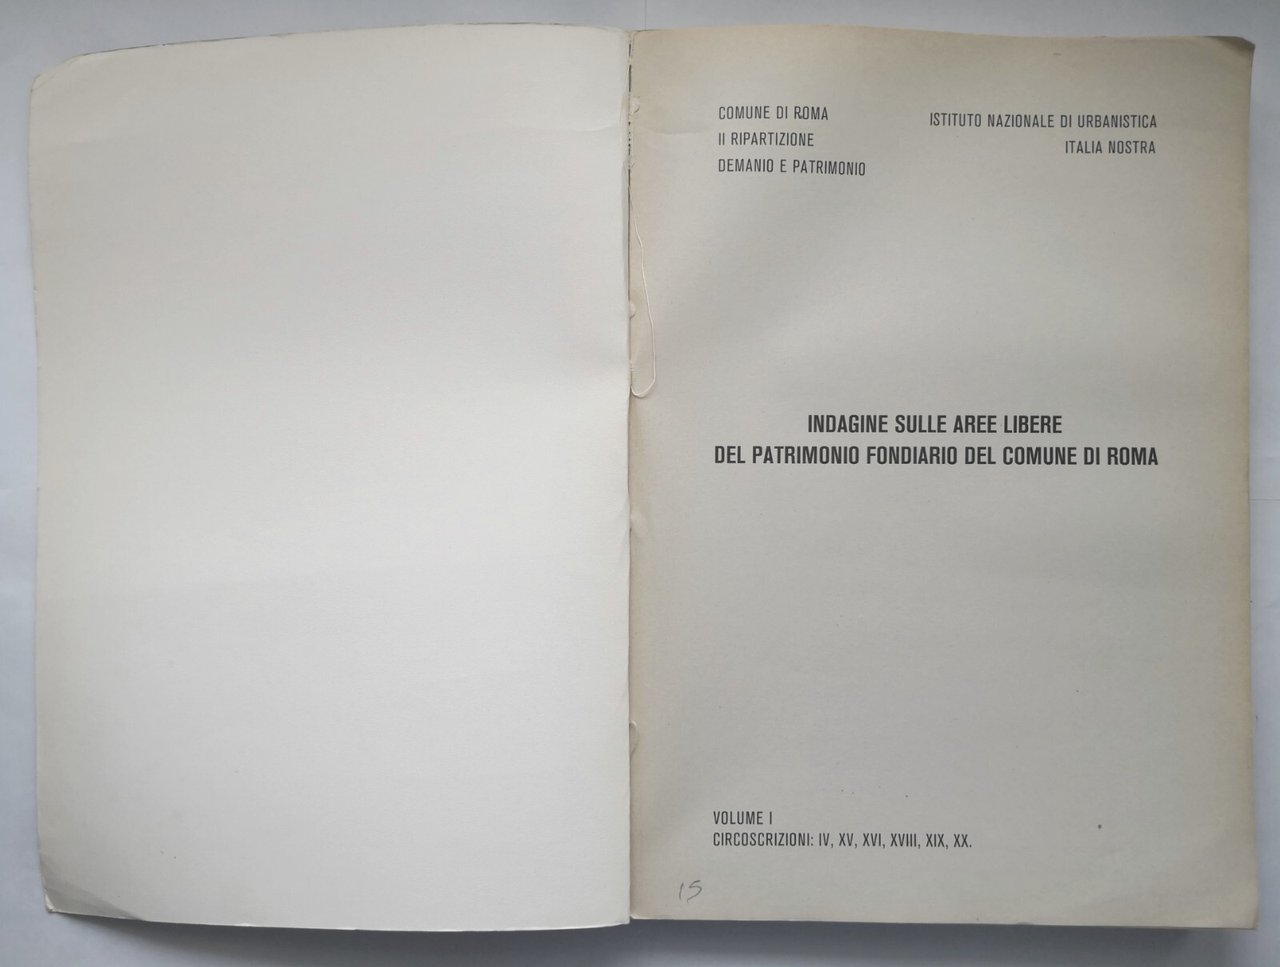 COMUNE DI ROMA
II RIPARTIZIONE
DEMANIO E PATRIMONIO
ISTITUTO NAZIONALE DI URBANISTICA
ITALIA NOSTRA
INDAGINE SULLE AREE LIBERE
DEL PATRIMONIO FONDIARIO DEL COMUNE DI ROMA
VOLUME I
CIRCOSCRIZIONI: IV, XV, XVI, XVIII, XIX, XX.
15